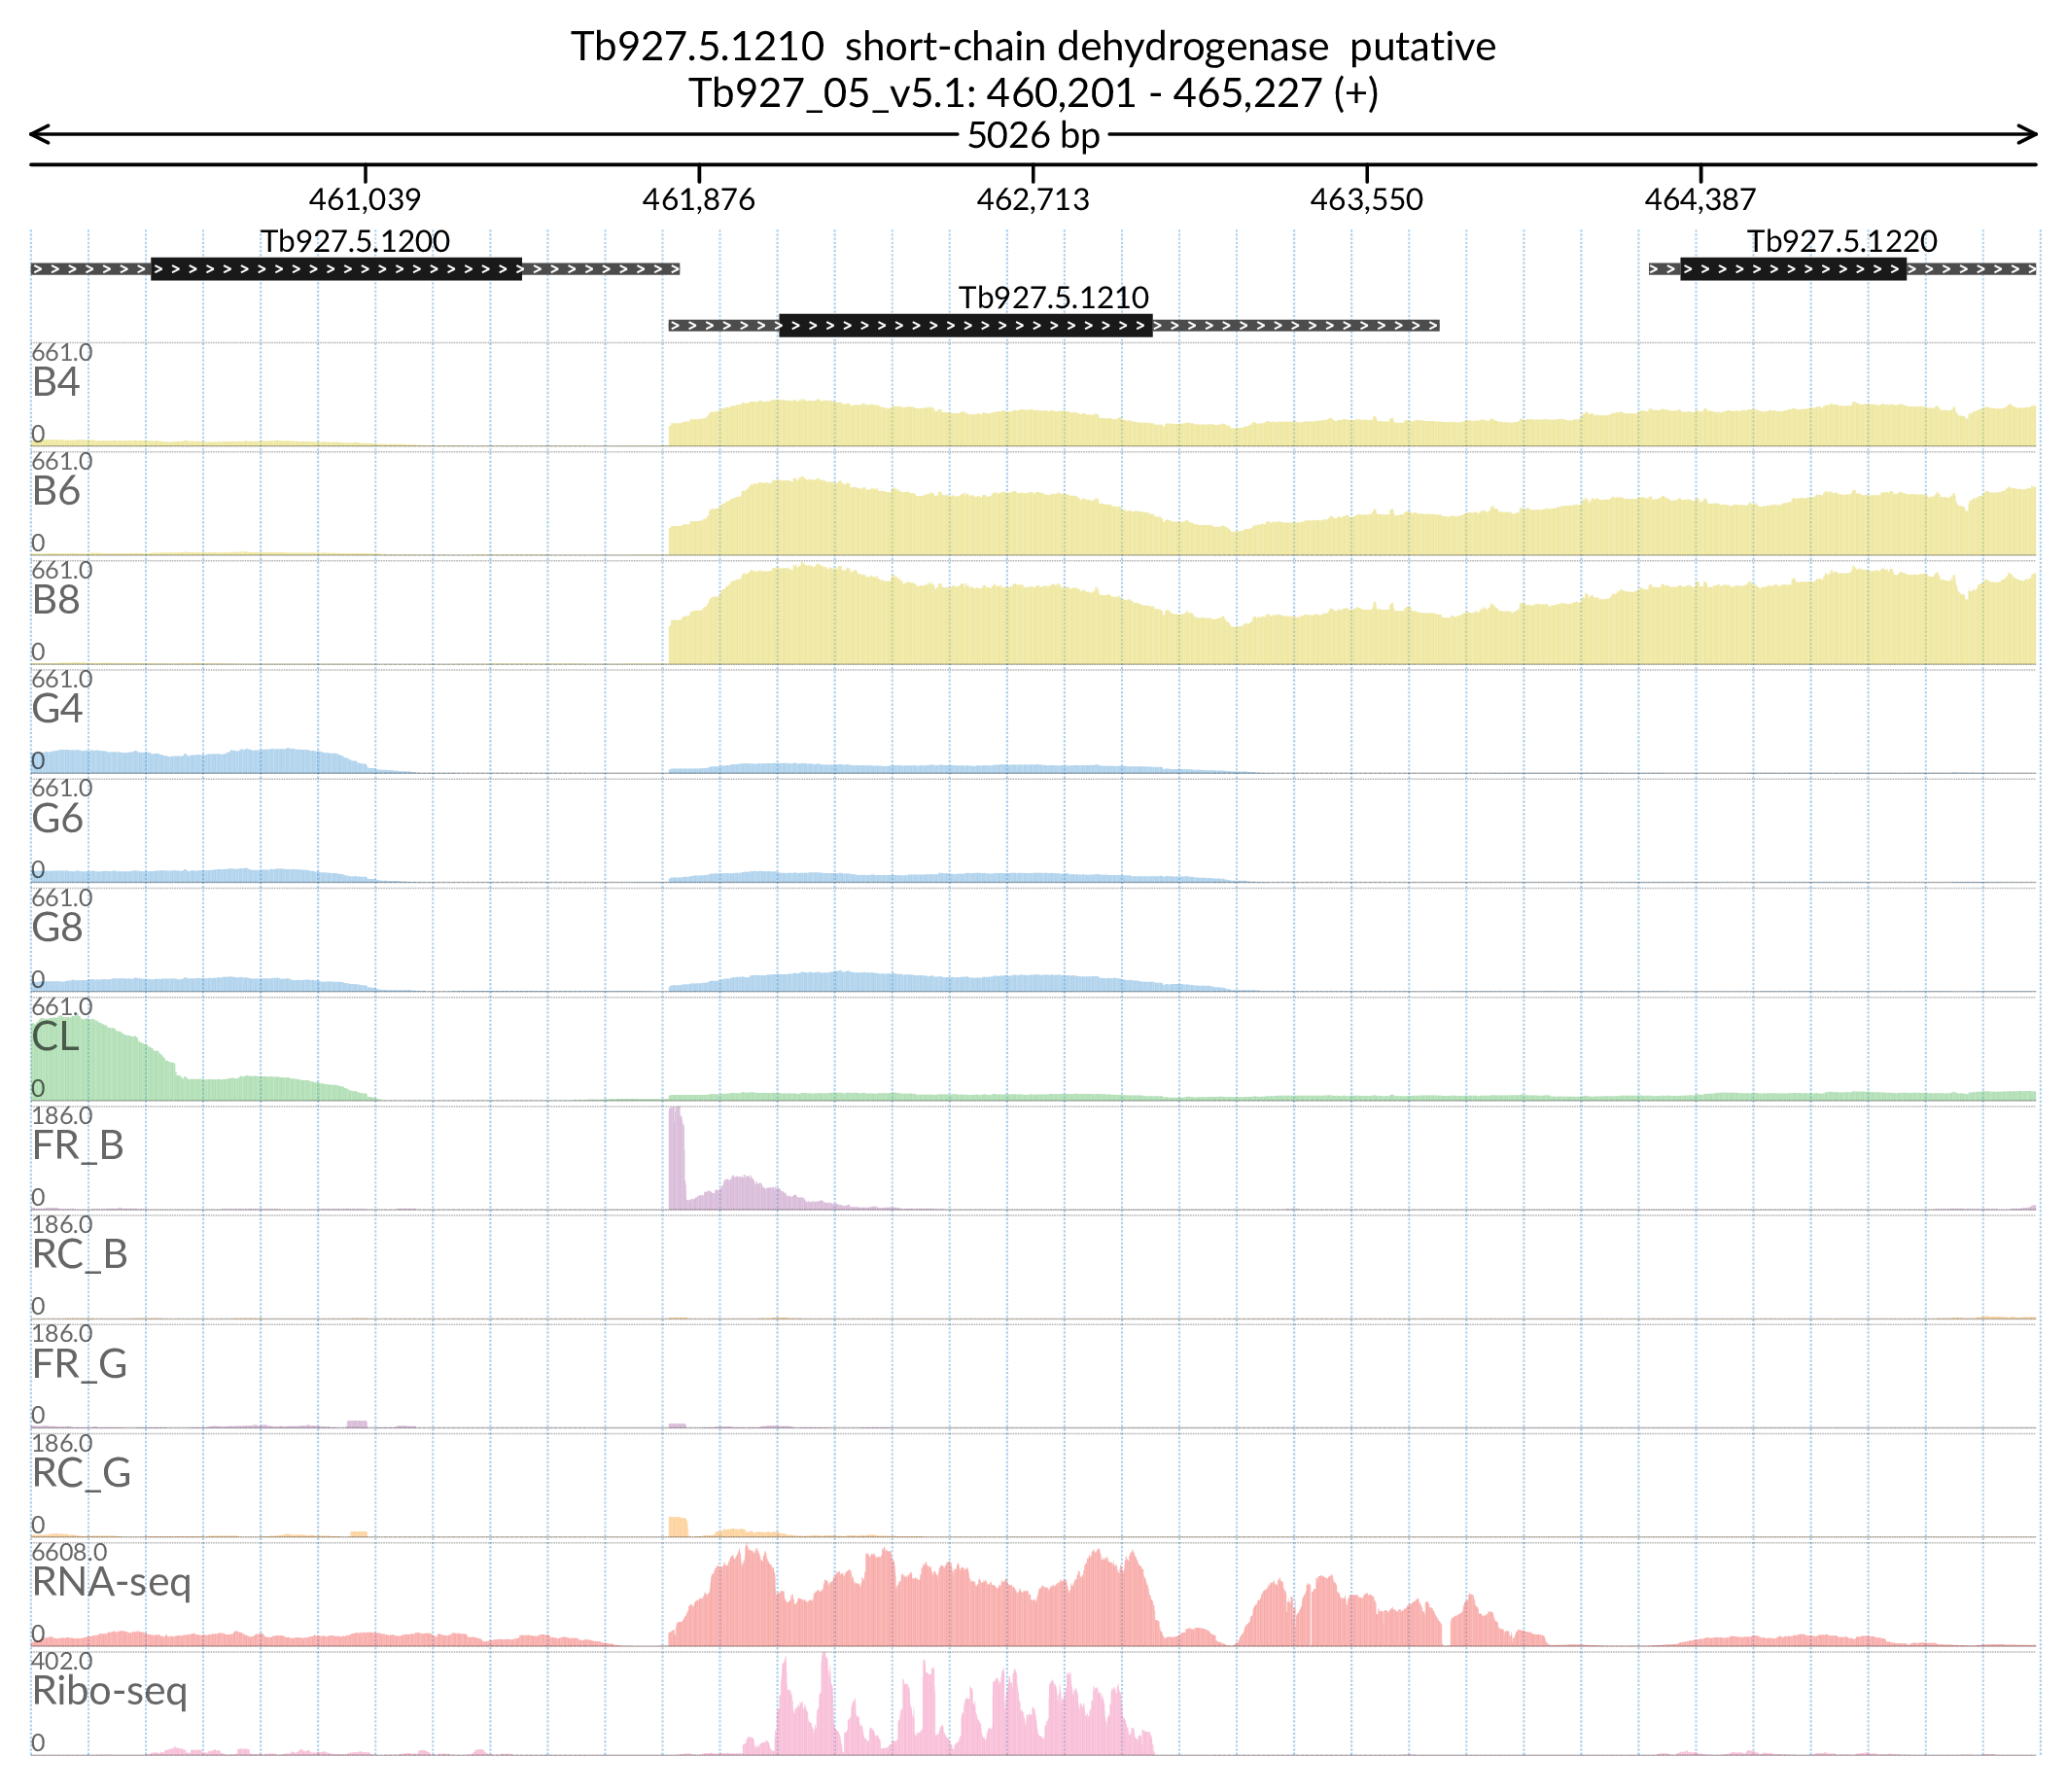 Tb927.5.1210 short-chain dehydrogenase putative
Tb927_05_v5.1: 460,201 - 465,227 (+)
5026 bp
461,039 461,876 462,713 463,550 464,387
Tb927.5.1200 Tb927.5.1220
Tb927.5.1210
661.0
B4
0
661.0
B6
0
661.0
B8
0
661.0
G4
0
661.0
G6
0
661.0
G8
0
661.0
CL
0
186.0
FR_B
0
186.0
RC_B
0
186.0
FR_G
0
186.0
RC_G
0
6608.0
RNA-seq
0
402.0
Ribo-seq
0